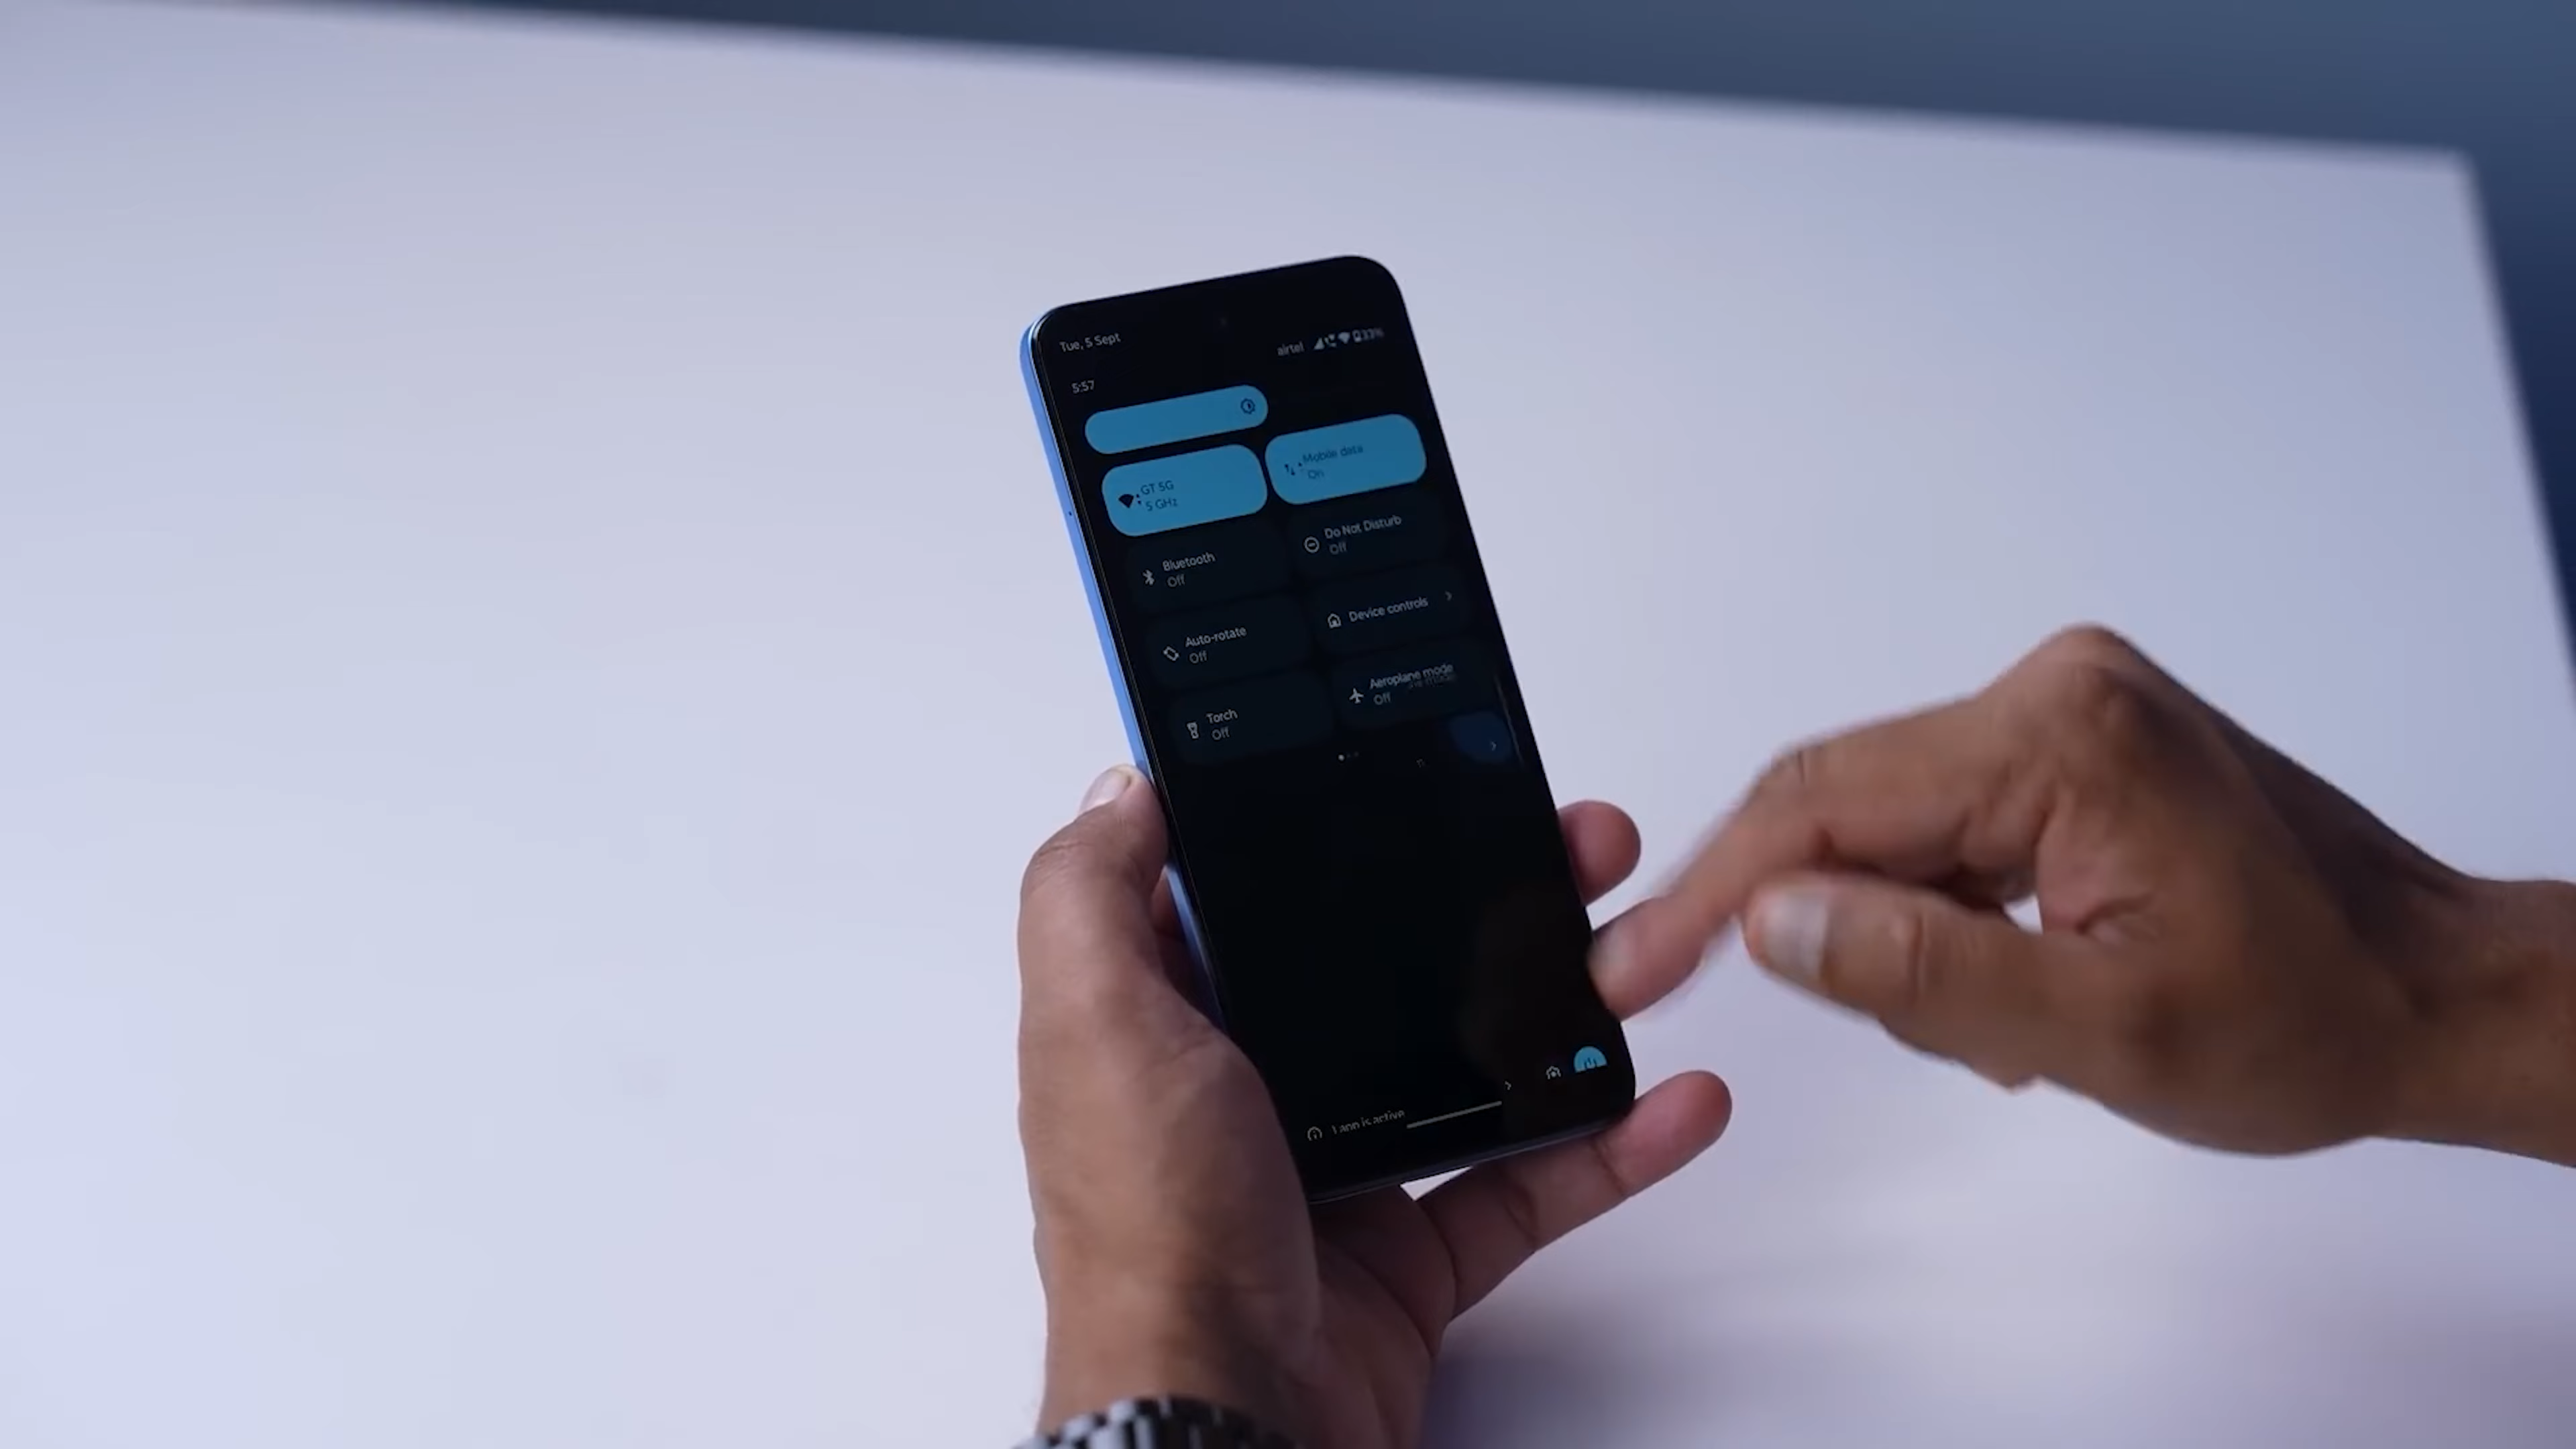 Tue, 5 Sept
airtel 33%
5:57
GT 5G
5 GHz
Mobile data
On
Bluetooth
Off
Do Not Disturb
Off
Auto-rotate
Off
Device controls
Torch
Off
Aeroplane mode
Off
1 app is active